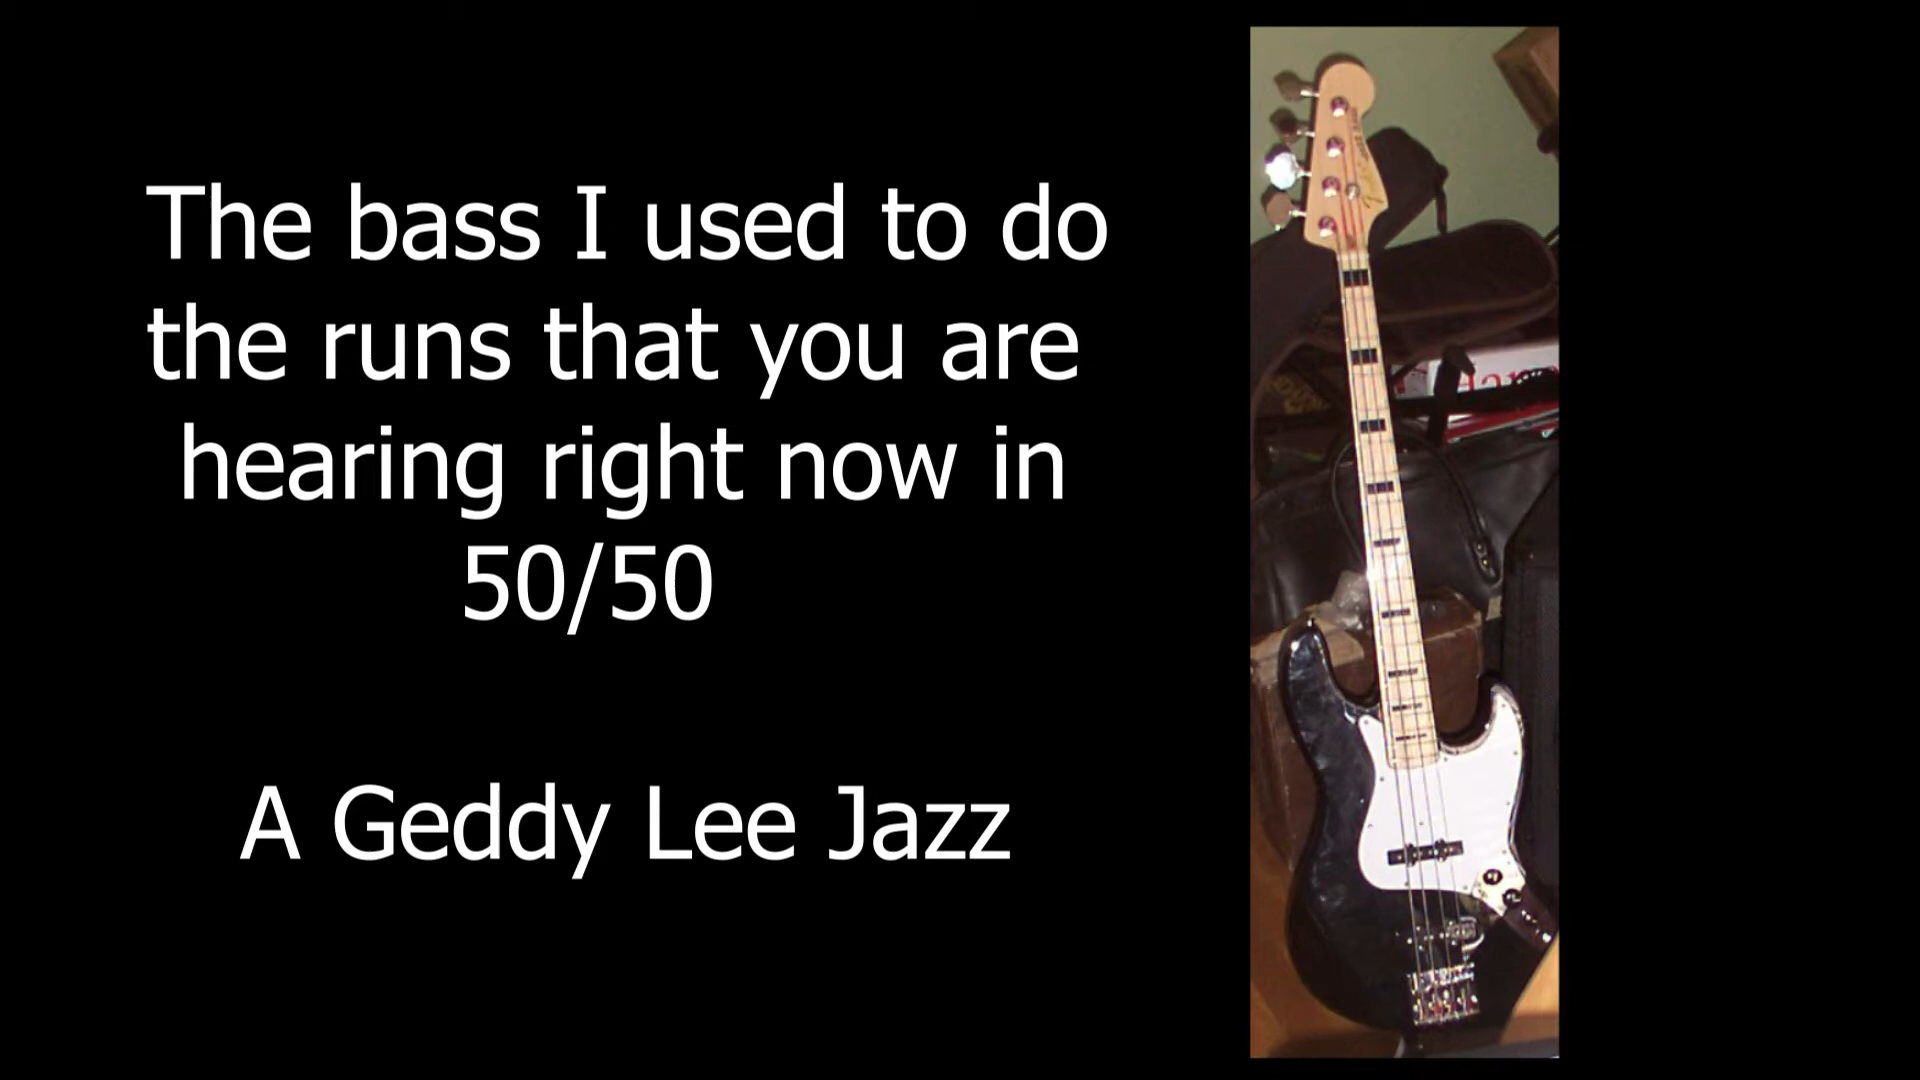 The bass I used to do
the runs that you are
hearing right now in
50/50
A Geddy Lee Jazz
Fender